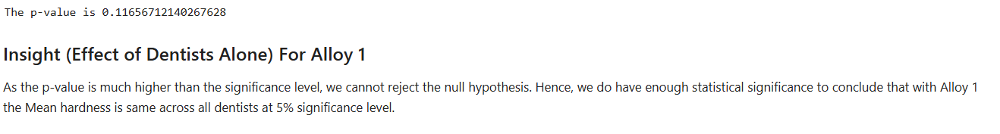 The p-value is 0.11656712140267628
Insight (Effect of Dentists Alone) For Alloy 1
As the p-value is much higher than the significance level, we cannot reject the null hypothesis. Hence, we do have enough statistical significance to conclude that with Alloy 1
the Mean hardness is same across all dentists at 5% significance level.